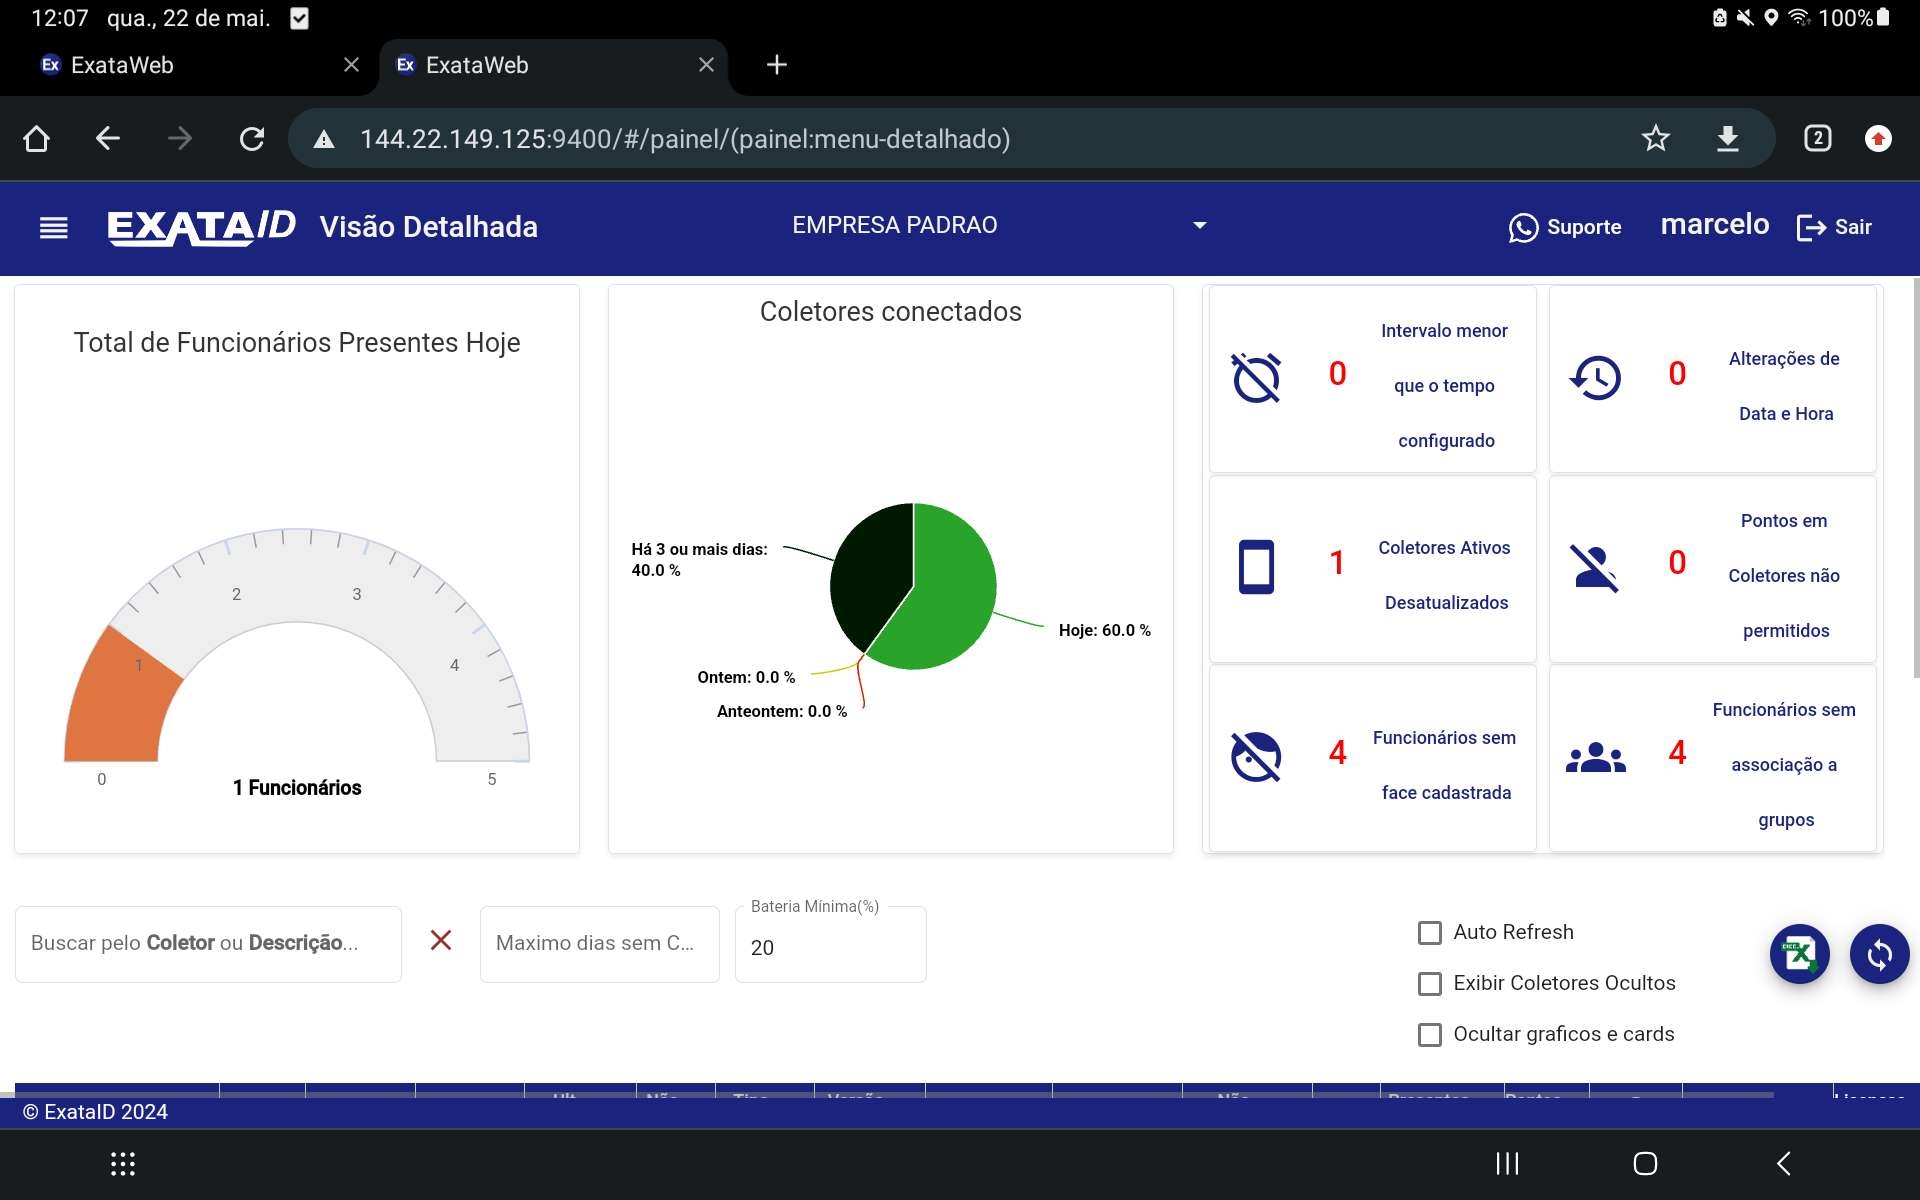 12:07 qua., 22 de mai.
100%
Ex ExataWeb
Ex ExataWeb
144.22.149.125:9400/#/painel/(painel:menu-detalhado)
2
EXATA/D Visão Detalhada
EMPRESA PADRAO
Suporte
marcelo
Sair
Total de Funcionários Presentes Hoje
0
1
2
3
4
5
1 Funcionários
Coletores conectados
Há 3 ou mais dias:
40.0 %
Hoje: 60.0 %
Ontem: 0.0 %
Anteontem: 0.0 %
0
Intervalo menor
que o tempo
configurado
0
Alterações de
Data e Hora
1
Coletores Ativos
Desatualizados
0
Pontos em
Coletores não
permitidos
4
Funcionários sem
face cadastrada
4
Funcionários sem
associação a
grupos
Buscar pelo Coletor ou Descrição...
Maximo dias sem C...
Bateria Mínima(%)
20
Auto Refresh
Exibir Coletores Ocultos
Ocultar graficos e cards
© ExataID 2024